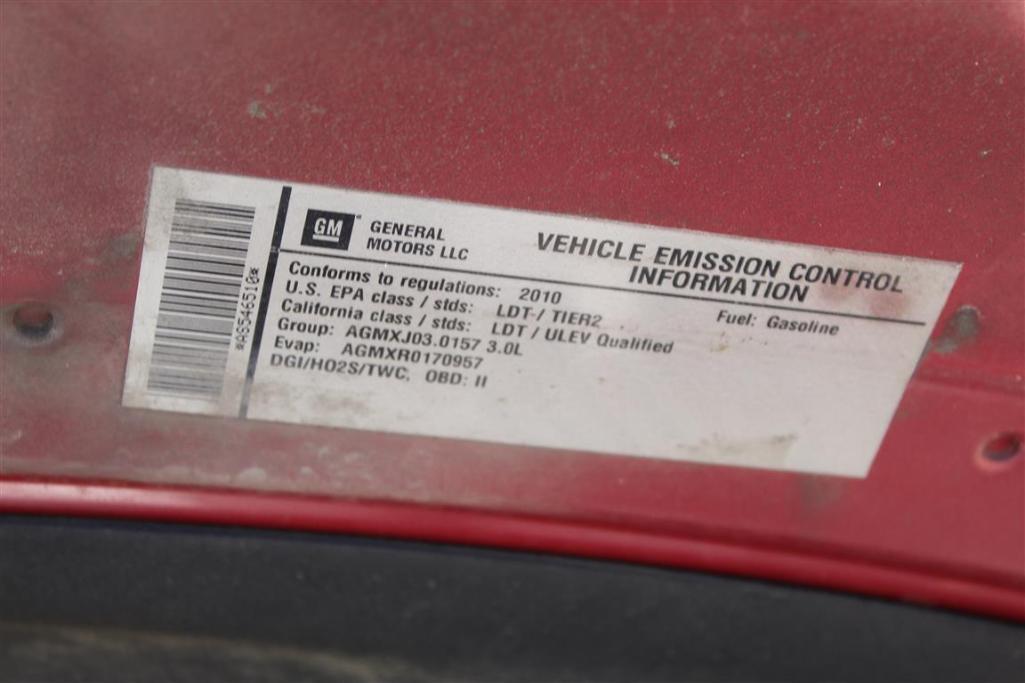 *AS546510*
GM GENERAL MOTORS LLC
VEHICLE EMISSION CONTROL
INFORMATION
Conforms to regulations: 2010
Fuel: Gasoline
U.S. EPA class / stds: LDT-/ TIER2
California class / stds: LDT / ULEV Qualified
Group: AGMXJ03.0157 3.0L
Evap: AGMXR0170957
DGI/HO2S/TWC, OBD: II